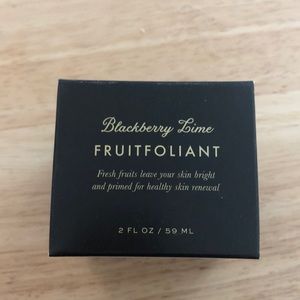 Blackberry Lime
FRUITFOLIANT
Fresh fruits leave your skin bright
and primed for healthy skin renewal
2 FL OZ / 59 ML